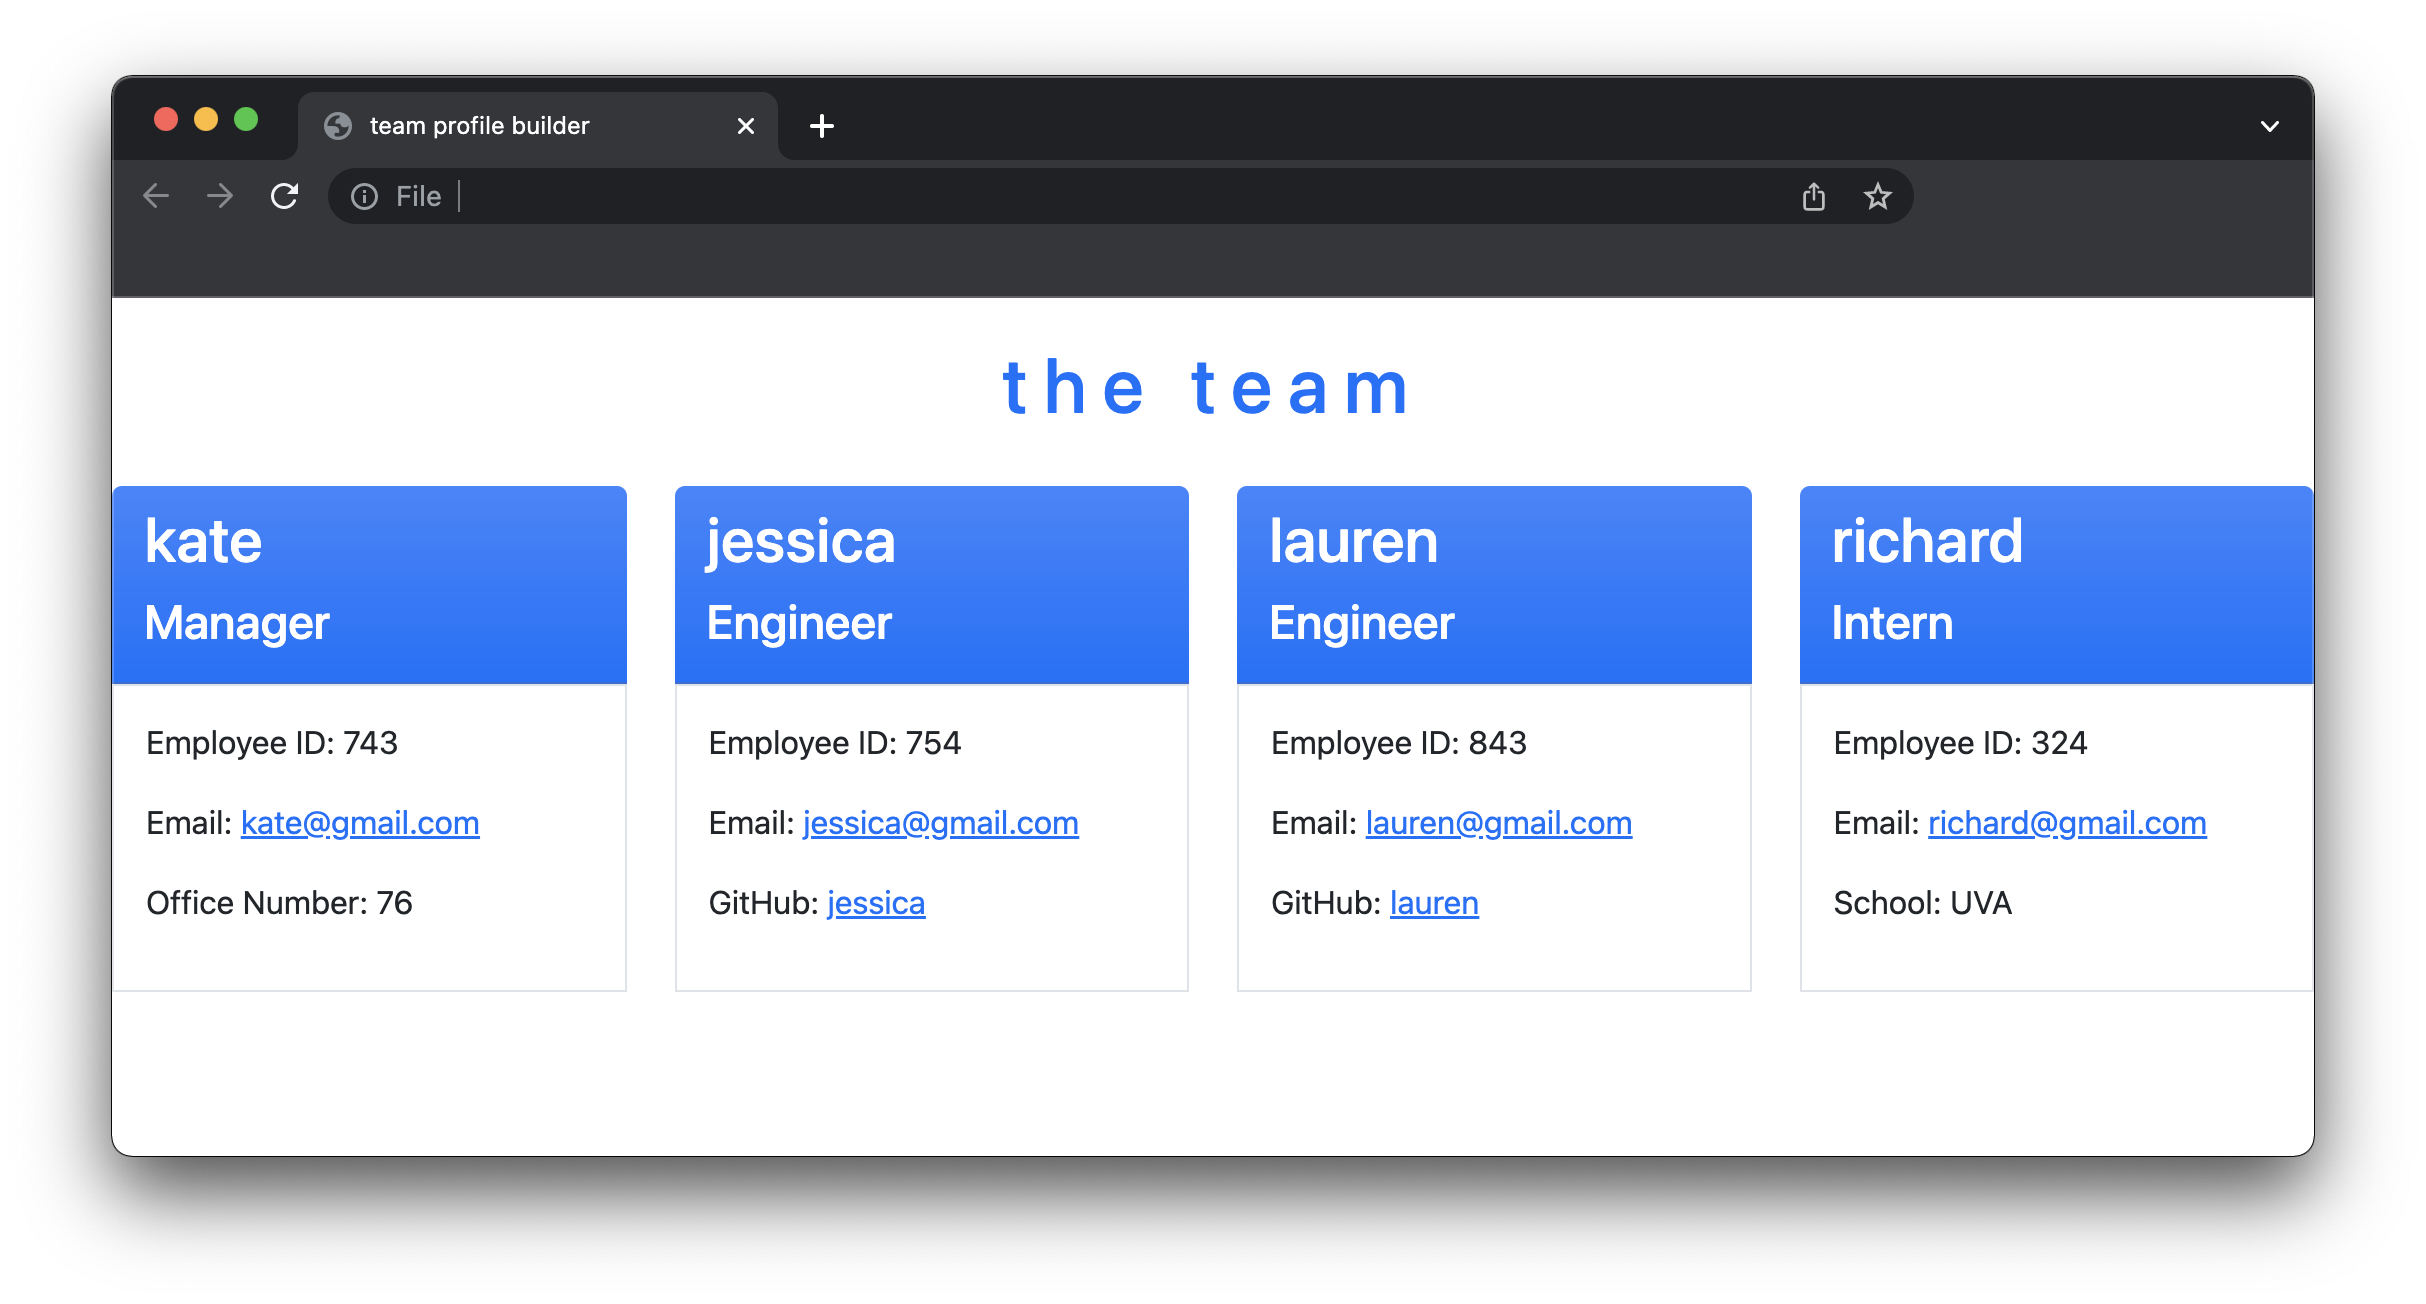 team profile builder
File
the team
kate
Manager
Employee ID: 743
Email: kate@gmail.com
Office Number: 76
jessica
Engineer
Employee ID: 754
Email: jessica@gmail.com
GitHub: jessica
lauren
Engineer
Employee ID: 843
Email: lauren@gmail.com
GitHub: lauren
richard
Intern
Employee ID: 324
Email: richard@gmail.com
School: UVA